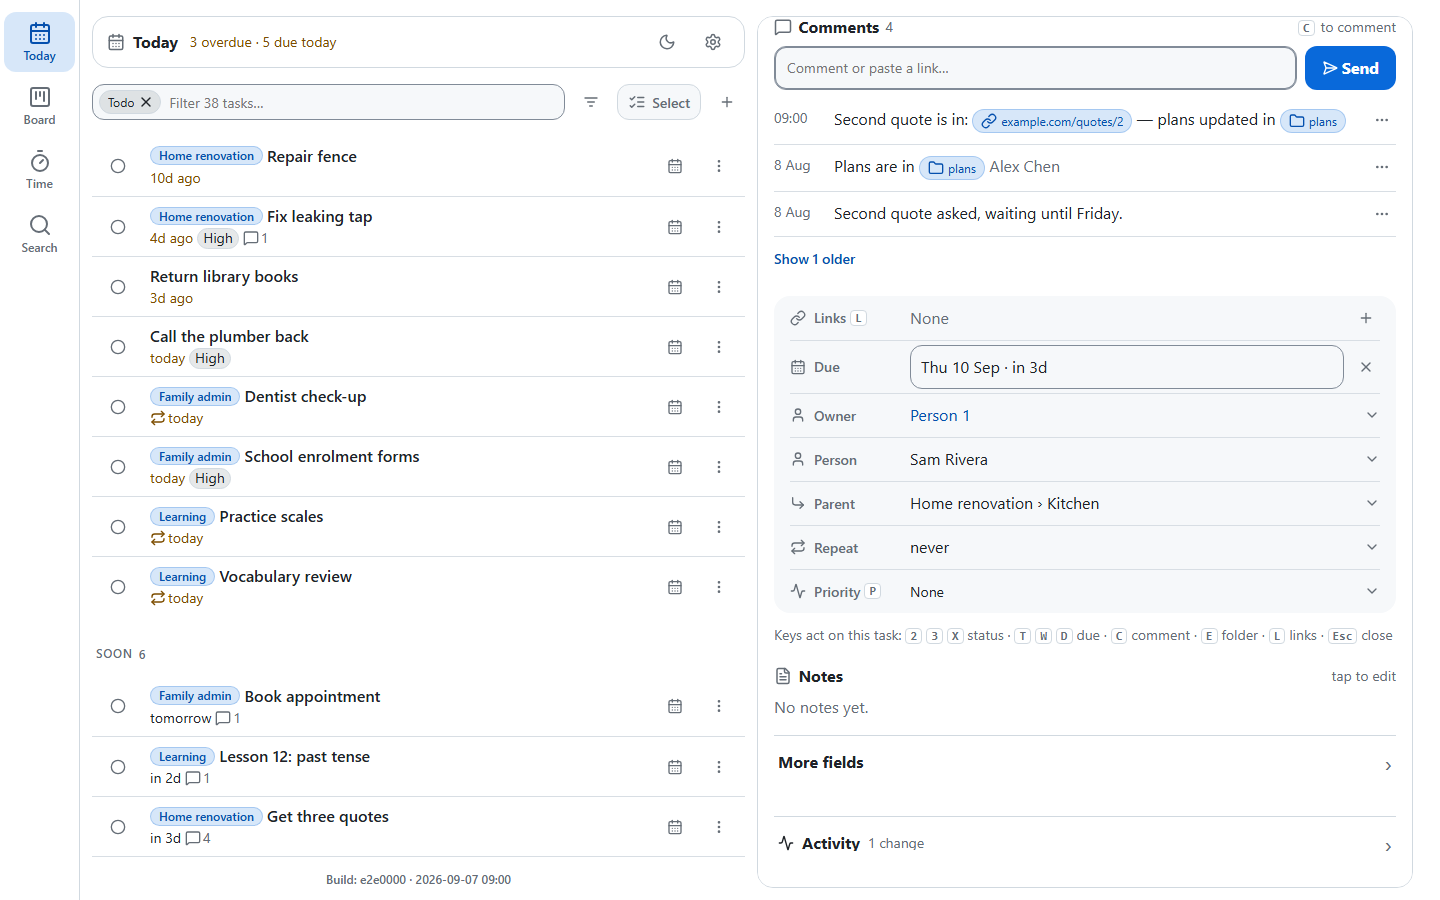 Today
Board
Time
Search
Today 3 overdue · 5 due today
Todo Filter 38 tasks... Select
Home renovation Repair fence
10d ago
Home renovation Fix leaking tap
4d ago High 1
Return library books
3d ago
Call the plumber back
today High
Family admin Dentist check-up
today
Family admin School enrolment forms
today High
Learning Practice scales
today
Learning Vocabulary review
today
SOON 6
Family admin Book appointment
tomorrow 1
Learning Lesson 12: past tense
in 2d 1
Home renovation Get three quotes
in 3d 4
Build: e2e0000 · 2026-09-07 09:00
Comments 4 C to comment
Comment or paste a link... Send
09:00 Second quote is in: example.com/quotes/2 — plans updated in plans
8 Aug Plans are in plans Alex Chen
8 Aug Second quote asked, waiting until Friday.
Show 1 older
Links L None
Due Thu 10 Sep · in 3d
Owner Person 1
Person Sam Rivera
Parent Home renovation › Kitchen
Repeat never
Priority P None
Keys act on this task: 2 3 X status · T W D due · C comment · E folder · L links · Esc close
Notes tap to edit
No notes yet.
More fields
Activity 1 change